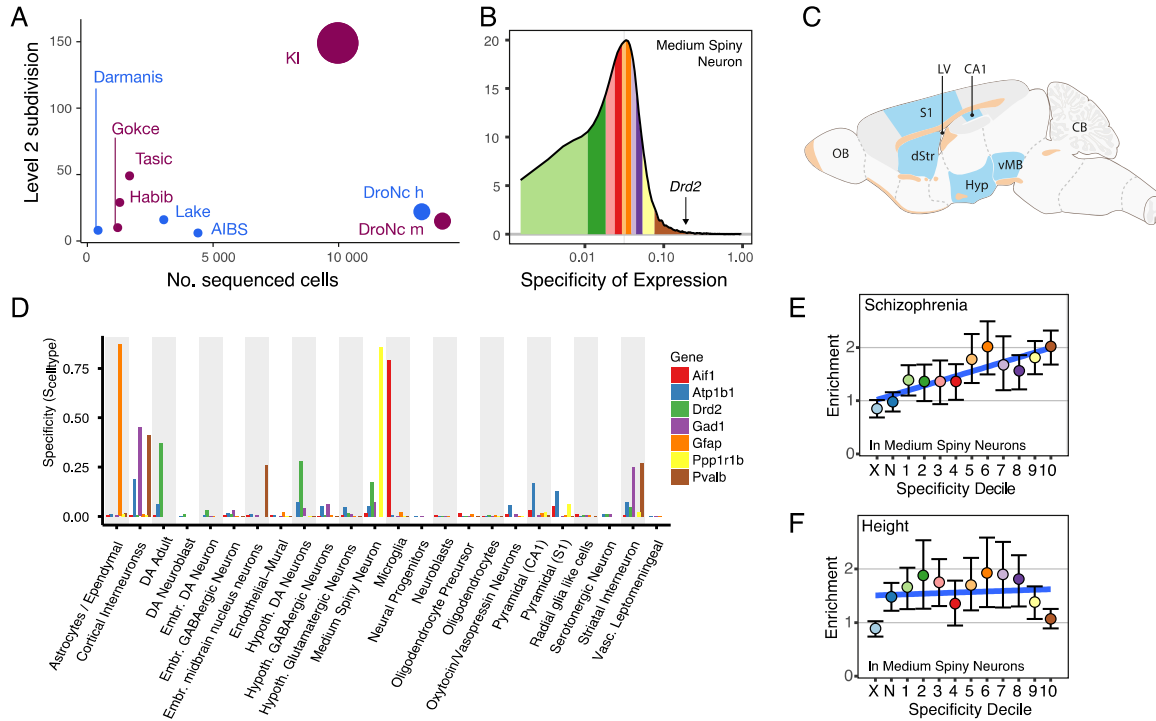 A
Level 2 subdivision
150
100
50
0
0
5 000
10 000
No. sequenced cells
KI
Darmanis
Gokce
Tasic
Habib
Lake
AIBS
DroNc h
DroNc m
B
20
15
10
5
0
Medium Spiny
Neuron
Drd2
0.01
0.10
1.00
Specificity of Expression
C
LV
CA1
S1
CB
OB
dStr
vMB
Hyp
D
Specificity (Scelltype)
0.75
0.50
0.25
0.00
Gene
Aif1
Atp1b1
Drd2
Gad1
Gfap
Ppp1r1b
Pvalb
Astrocytes / Ependymal
Cortical Interneuronss
DA Adult
DA Neuroblast
Embr. DA Neuron
Embr. GABAergic Neuron
Embr. midbrain nucleus neurons
Endothelial–Mural
Hypoth. DA Neurons
Hypoth. GABAergic Neurons
Hypoth. Glutamatergic Neurons
Medium Spiny Neuron
Microglia
Neural Progenitors
Neuroblasts
Oligodendrocyte Precursor
Oligodendrocytes
Oxytocin/Vasopressin Neurons
Pyramidal (CA1)
Pyramidal (S1)
Radial glia like cells
Serotonergic Neuron
Striatal Interneuron
Vasc. Leptomeningeal
E
Schizophrenia
Enrichment
2
1
0
In Medium Spiny Neurons
X N 1 2 3 4 5 6 7 8 9 10
Specificity Decile
F
Height
Enrichment
2
1
0
In Medium Spiny Neurons
X N 1 2 3 4 5 6 7 8 9 10
Specificity Decile